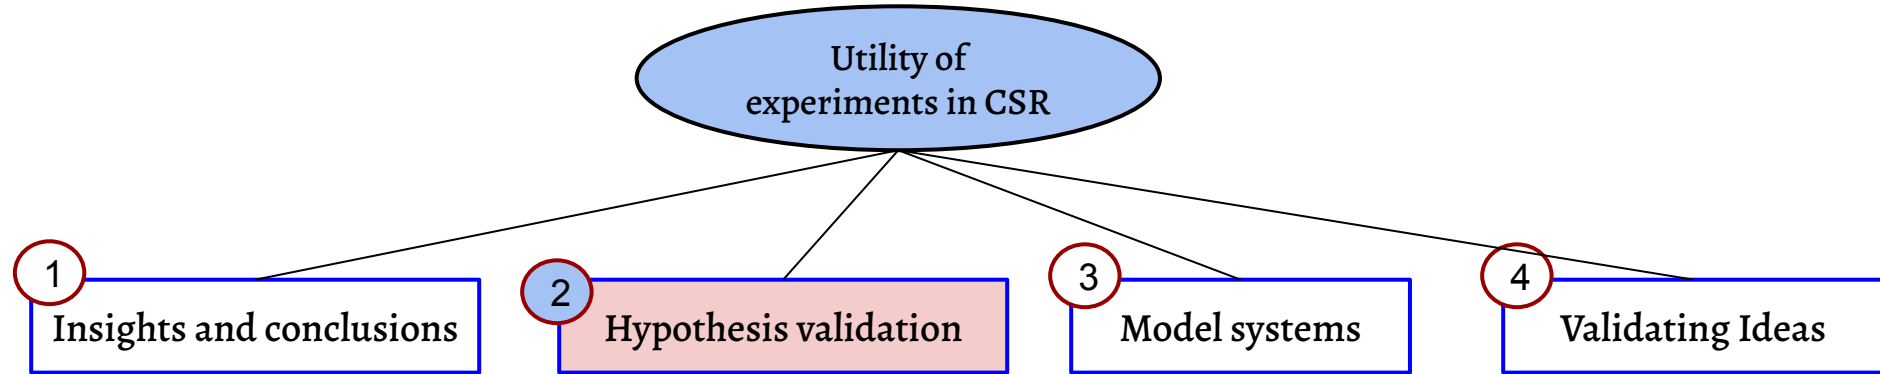 Utility of
experiments in CSR
1
Insights and conclusions
2
Hypothesis validation
3
Model systems
4
Validating Ideas